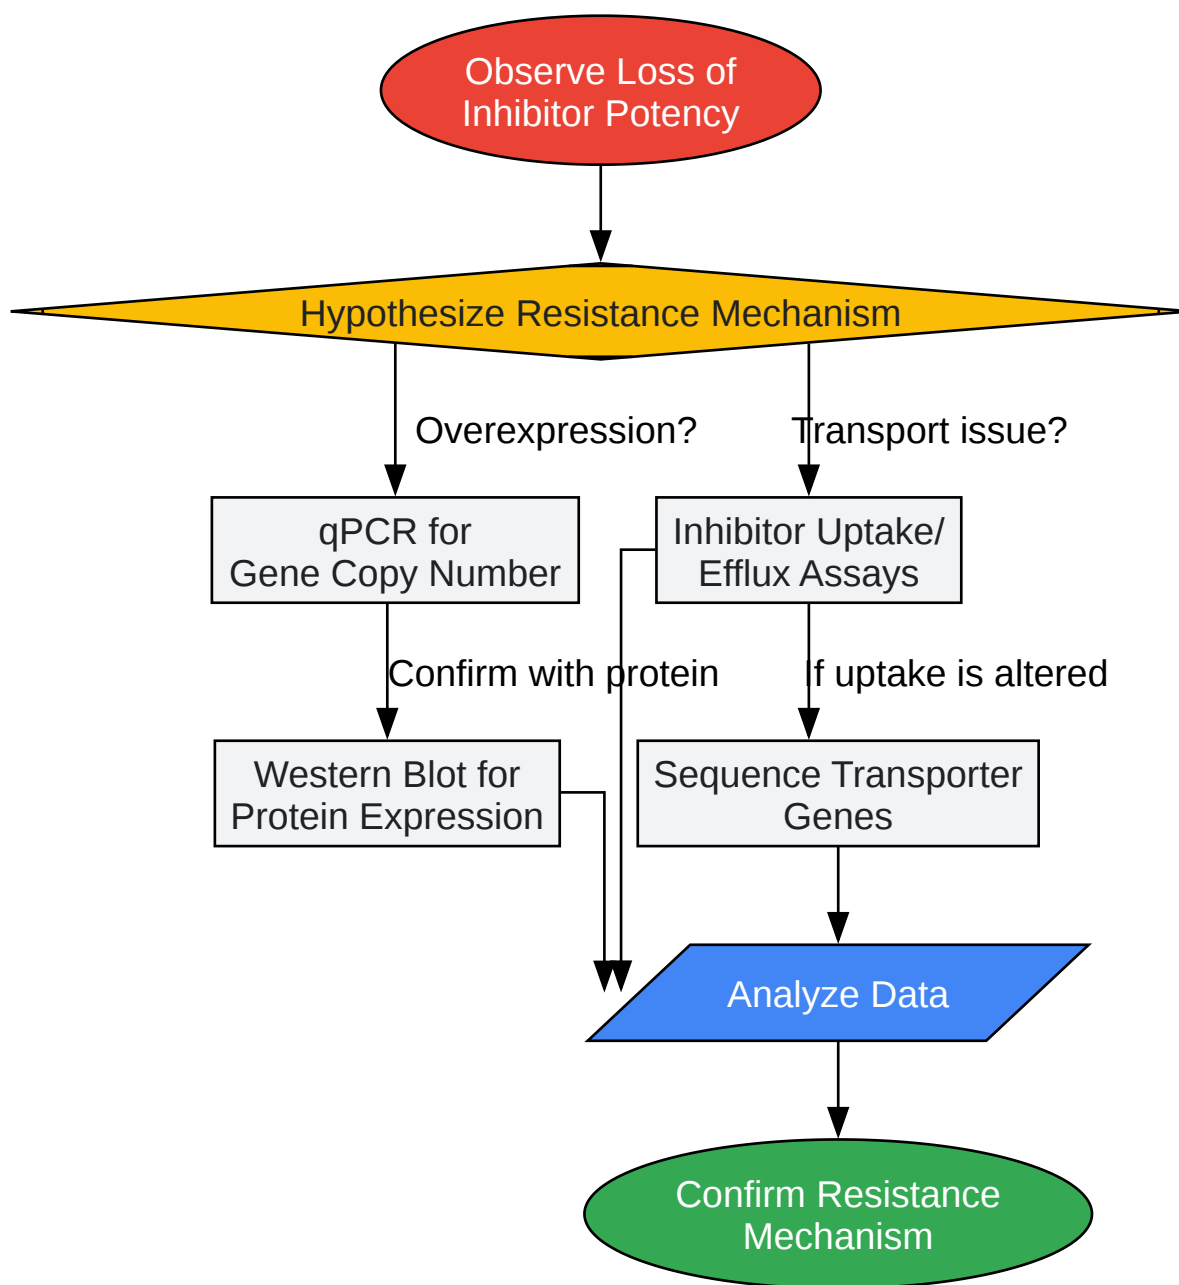 Observe Loss of
Inhibitor Potency
Hypothesize Resistance Mechanism
Overexpression?
Transport issue?
qPCR for
Gene Copy Number
Inhibitor Uptake/
Efflux Assays
Confirm with protein
If uptake is altered
Western Blot for
Protein Expression
Sequence Transporter
Genes
Analyze Data
Confirm Resistance
Mechanism